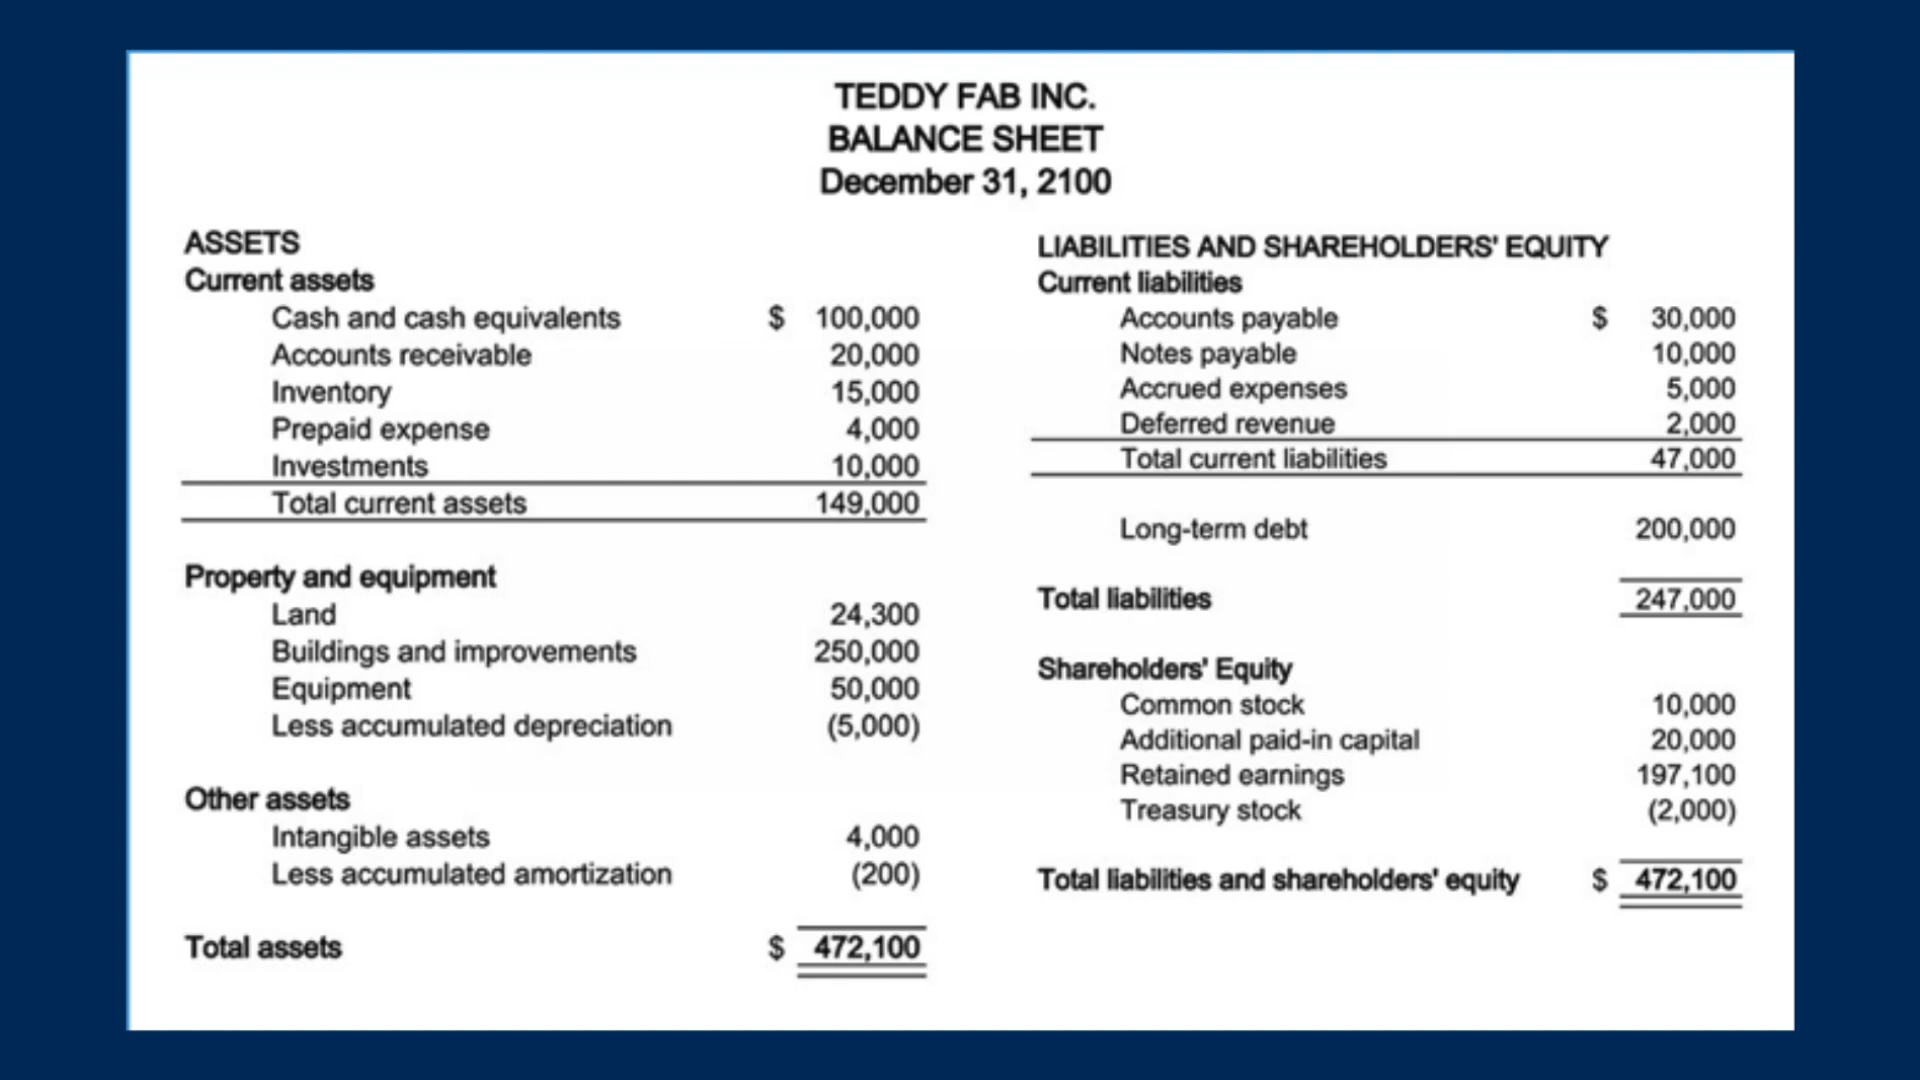 TEDDY FAB INC.
BALANCE SHEET
December 31, 2100
ASSETS
Current assets
Cash and cash equivalents $ 100,000
Accounts receivable 20,000
Inventory 15,000
Prepaid expense 4,000
Investments 10,000
Total current assets 149,000
Property and equipment
Land 24,300
Buildings and improvements 250,000
Equipment 50,000
Less accumulated depreciation (5,000)
Other assets
Intangible assets 4,000
Less accumulated amortization (200)
Total assets $ 472,100
LIABILITIES AND SHAREHOLDERS' EQUITY
Current liabilities
Accounts payable $ 30,000
Notes payable 10,000
Accrued expenses 5,000
Deferred revenue 2,000
Total current liabilities 47,000
Long-term debt 200,000
Total liabilities 247,000
Shareholders' Equity
Common stock 10,000
Additional paid-in capital 20,000
Retained earnings 197,100
Treasury stock (2,000)
Total liabilities and shareholders' equity $ 472,100